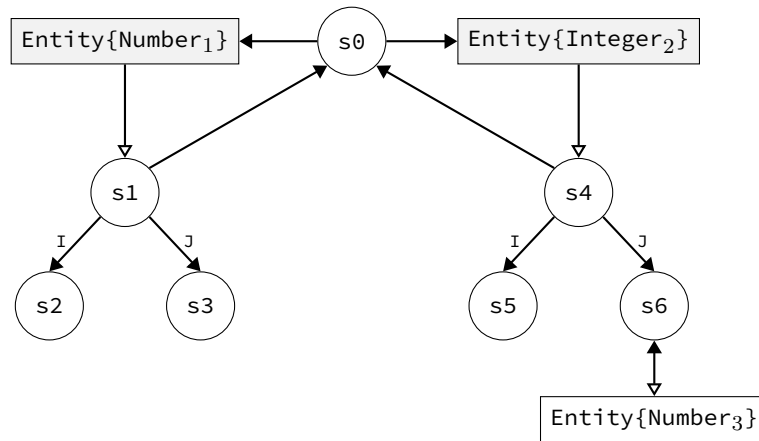 Entity{Number₁} s0 Entity{Integer₂}
s1 s4
I J I J
s2 s3 s5 s6
Entity{Number₃}